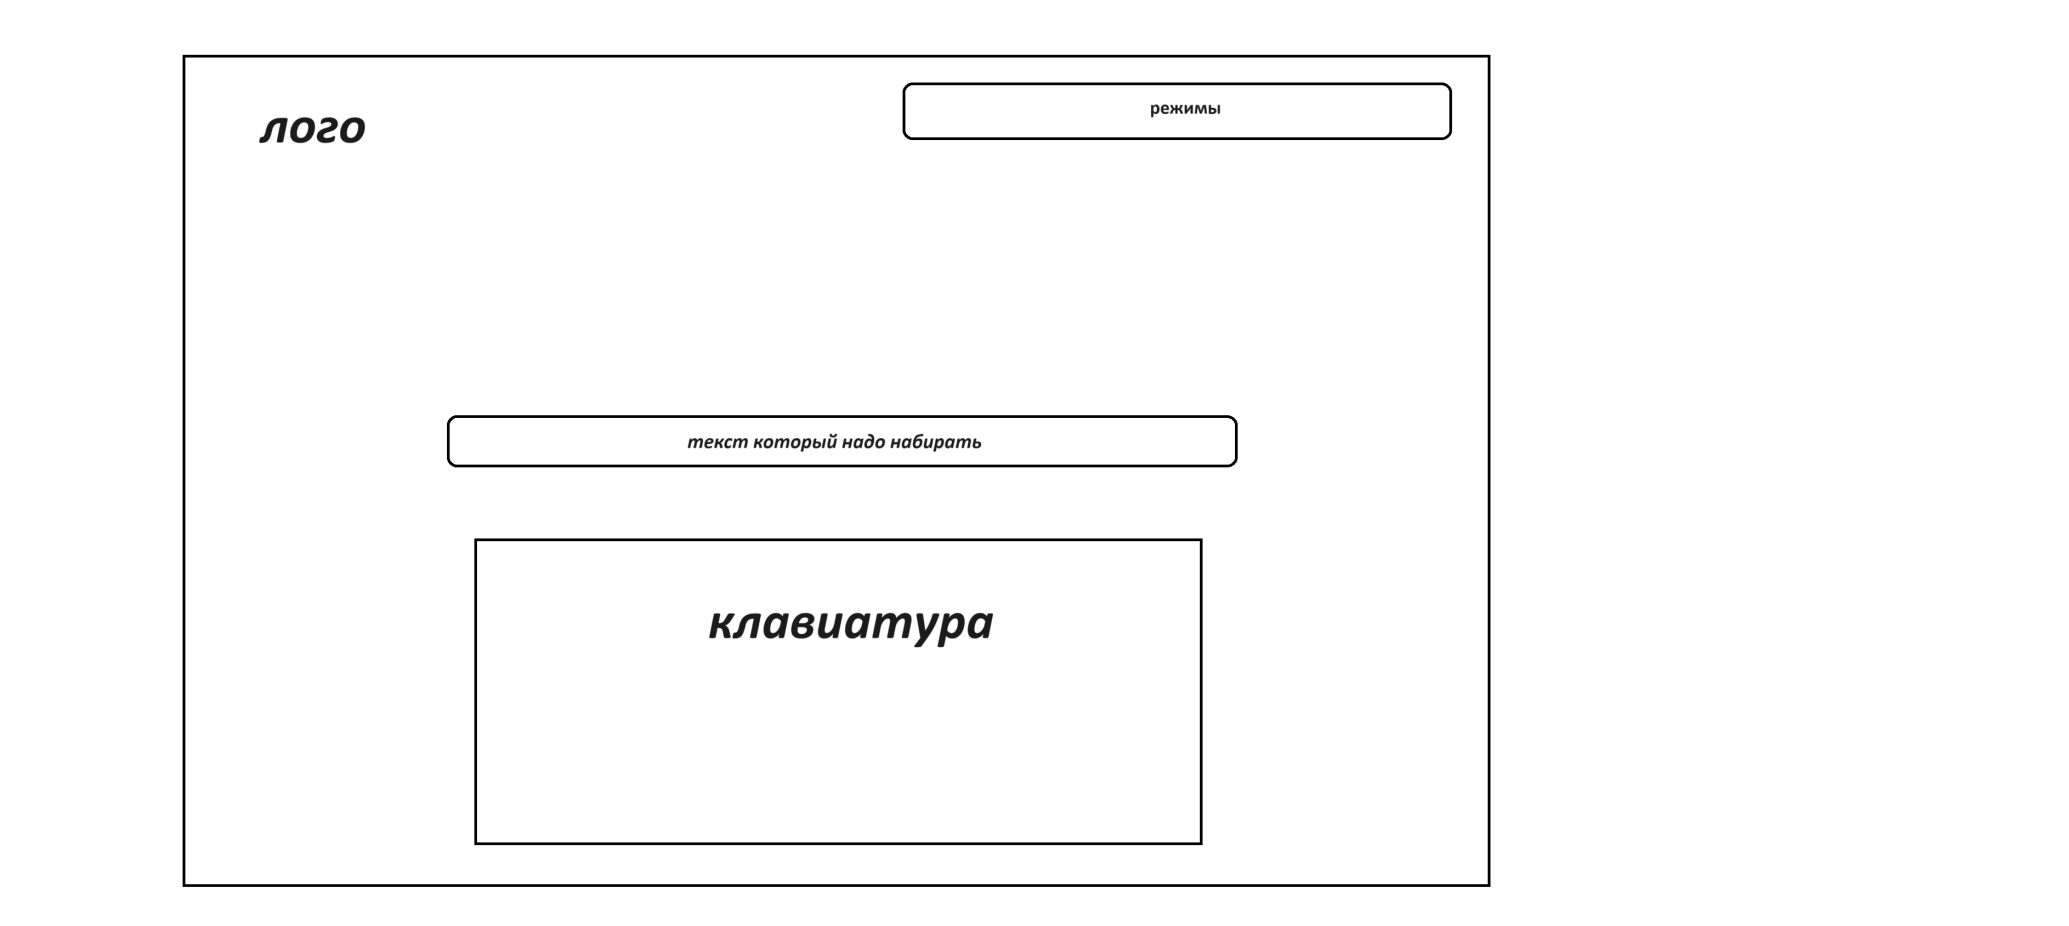 лого
режимы
текст который надо набирать
клавиатура